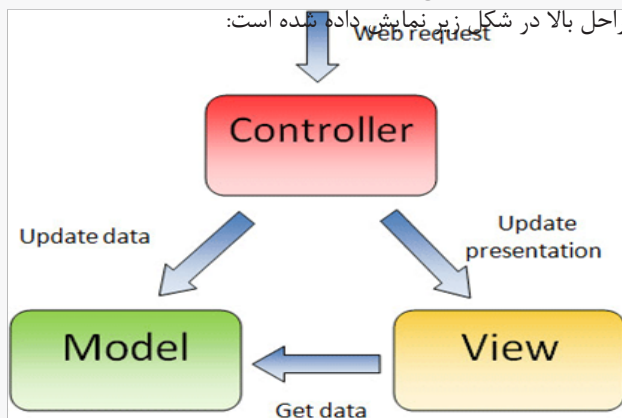 راحل بالا در شکل زیر نمایش داده شده است:
Web request
Controller
Update data
Update
presentation
Model
View
Get data